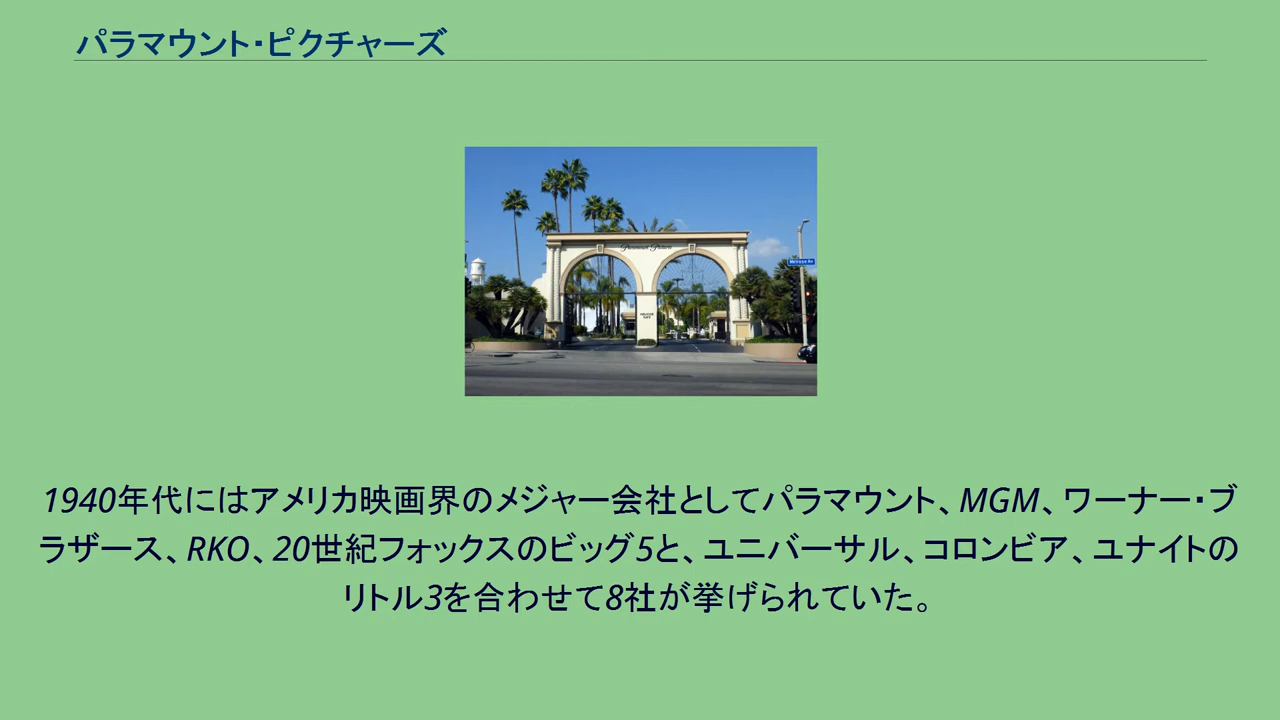 パラマウント・ピクチャーズ
Paramount Pictures
Melrose Av
1940年代にはアメリカ映画界のメジャー会社としてパラマウント、MGM、ワーナー・ブ
ラザース、RKO、20世紀フォックスのビッグ5と、ユニバーサル、コロンビア、ユナイトの
リトル3を合わせて8社が挙げられていた。